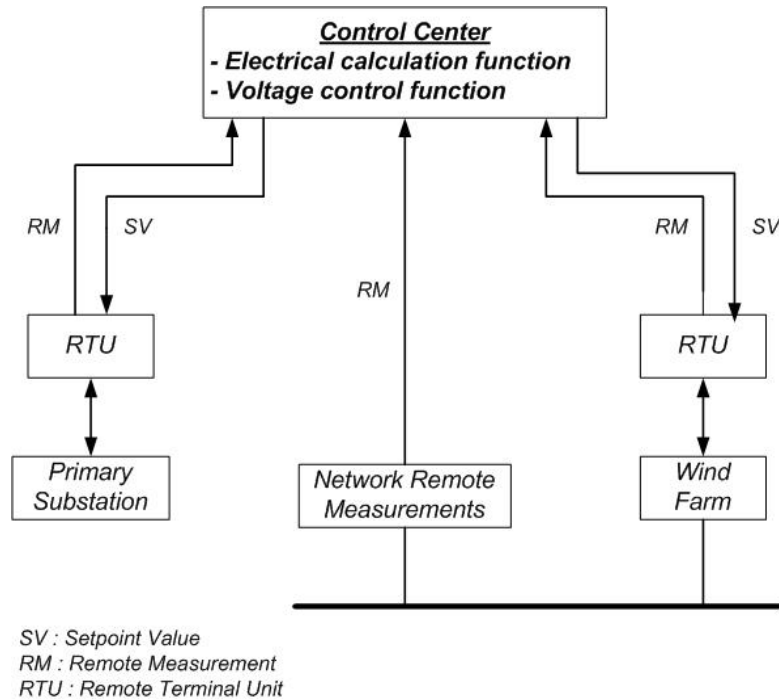 Control Center
- Electrical calculation function
- Voltage control function
RM
SV
RM
RM
SV
RTU
RTU
Primary
Substation
Network Remote
Measurements
Wind
Farm
SV : Setpoint Value
RM : Remote Measurement
RTU : Remote Terminal Unit